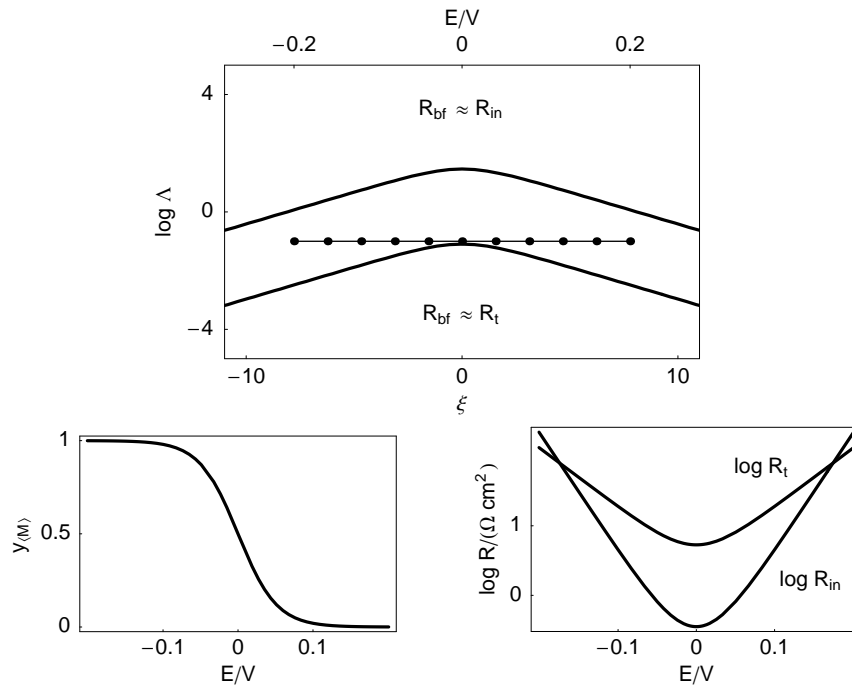 E/V
−0.2 0 0.2
4
R_bf ≈ R_in
log Λ
0
R_bf ≈ R_t
−4
−10 0 10
ξ
1
y_⟨M⟩
0.5
0
−0.1 0 0.1
E/V
log R/(Ω cm²)
log R_t
1
log R_in
0
−0.1 0 0.1
E/V